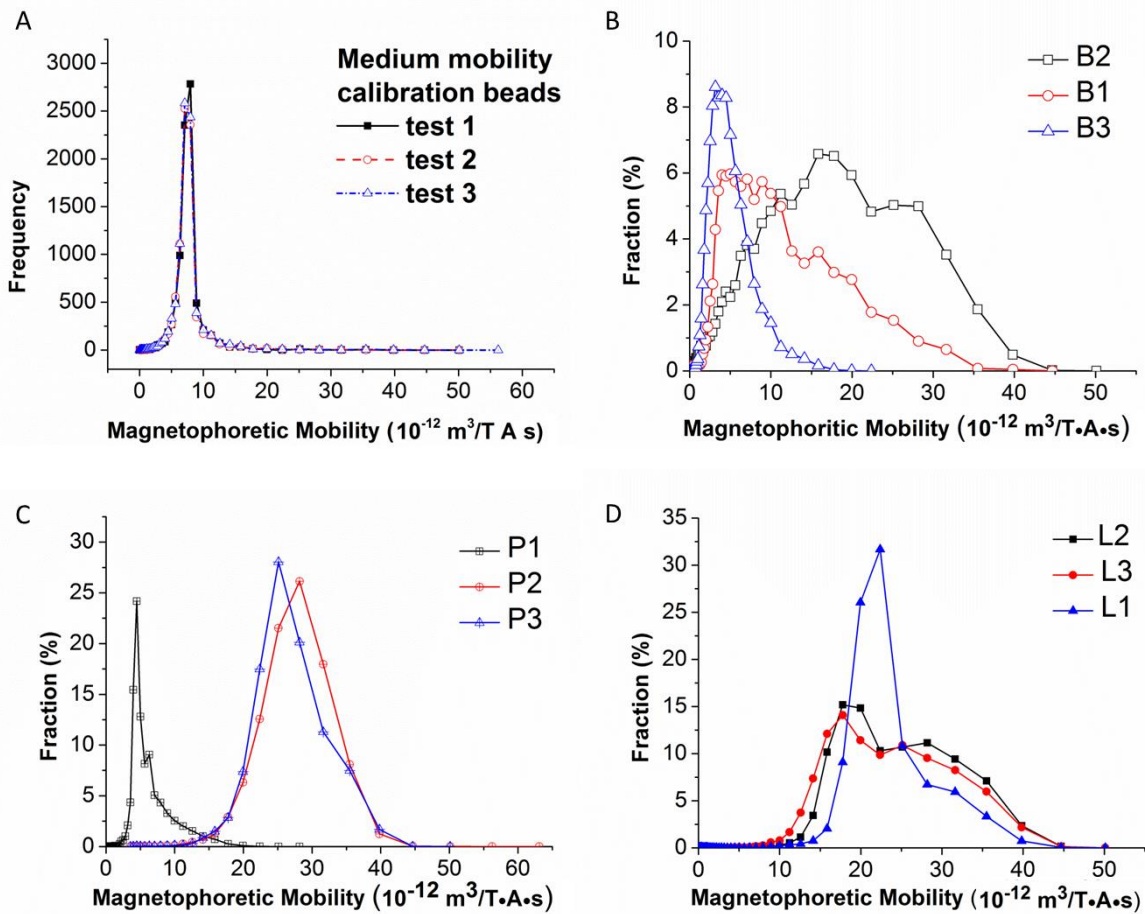 A
Medium mobility
calibration beads
test 1
test 2
test 3
Frequency
3000
2500
2000
1500
1000
500
0
0 10 20 30 40 50 60
Magnetophoretic Mobility (10⁻¹² m³/T A s)
B
B2
B1
B3
Fraction (%)
10
8
6
4
2
0
0 10 20 30 40 50
Magnetophoritic Mobility (10⁻¹² m³/T•A•s)
C
P1
P2
P3
Fraction (%)
30
25
20
15
10
5
0
0 10 20 30 40 50 60
Magnetophoretic Mobility (10⁻¹² m³/T•A•s)
D
L2
L3
L1
Fraction (%)
35
30
25
20
15
10
5
0
0 10 20 30 40 50
Magnetophoretic Mobility (10⁻¹² m³/T•A•s)